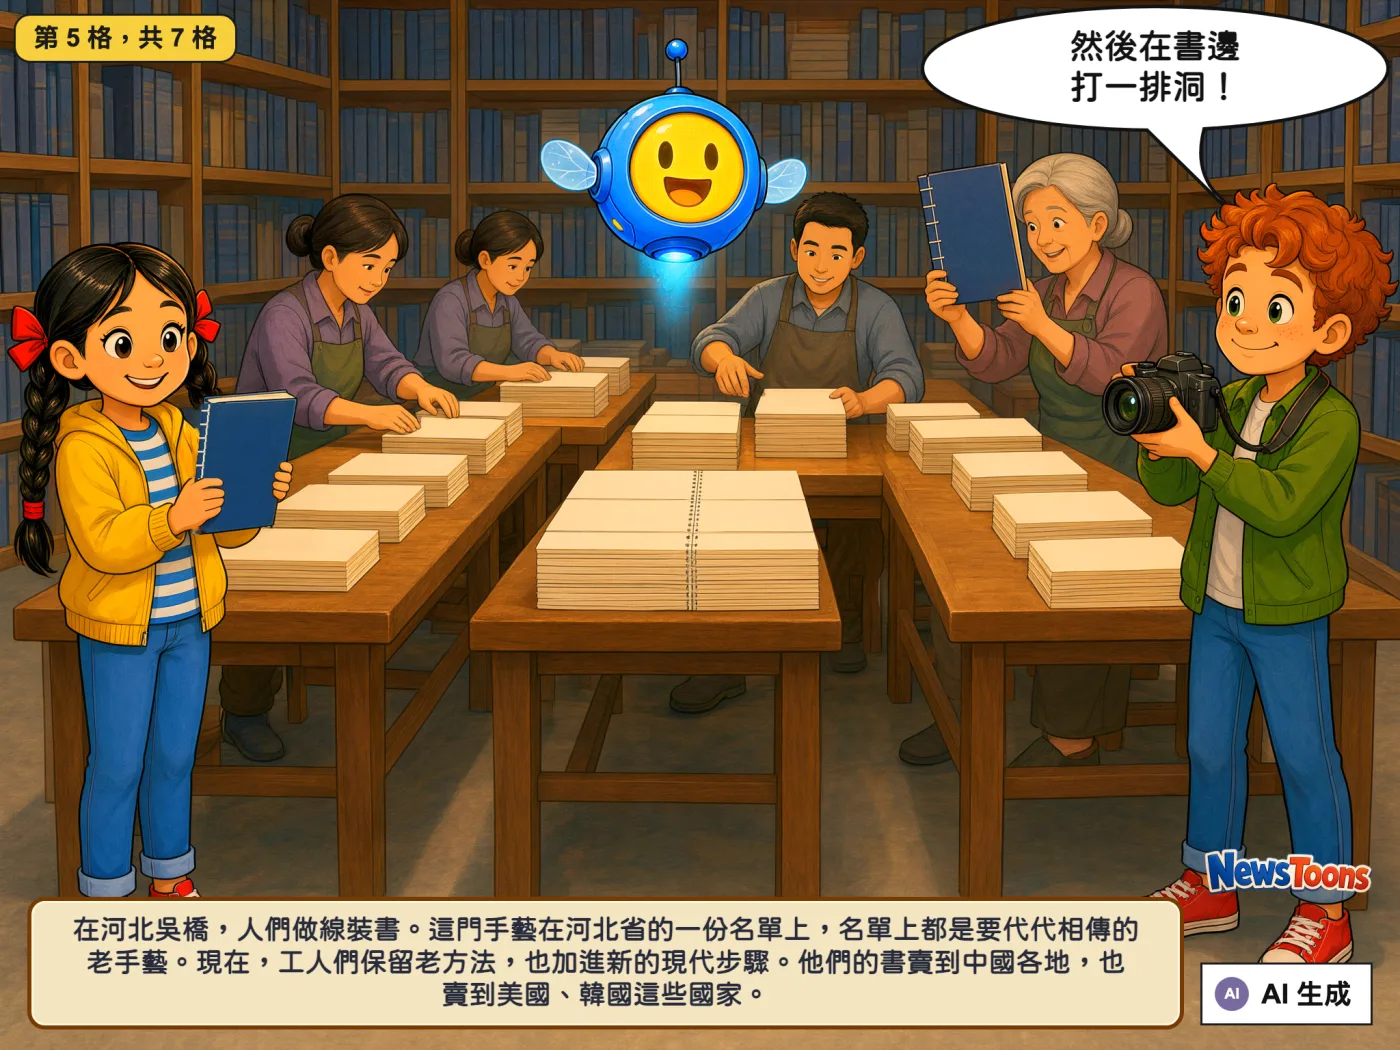 第 5 格，共 7 格
然後在書邊
打一排洞！
NewsToons
在河北吳橋，人們做線裝書。這門手藝在河北省的一份名單上，名單上都是要代代相傳的
老手藝。現在，工人們保留老方法，也加進新的現代步驟。他們的書賣到中國各地，也
賣到美國、韓國這些國家。
AI AI 生成